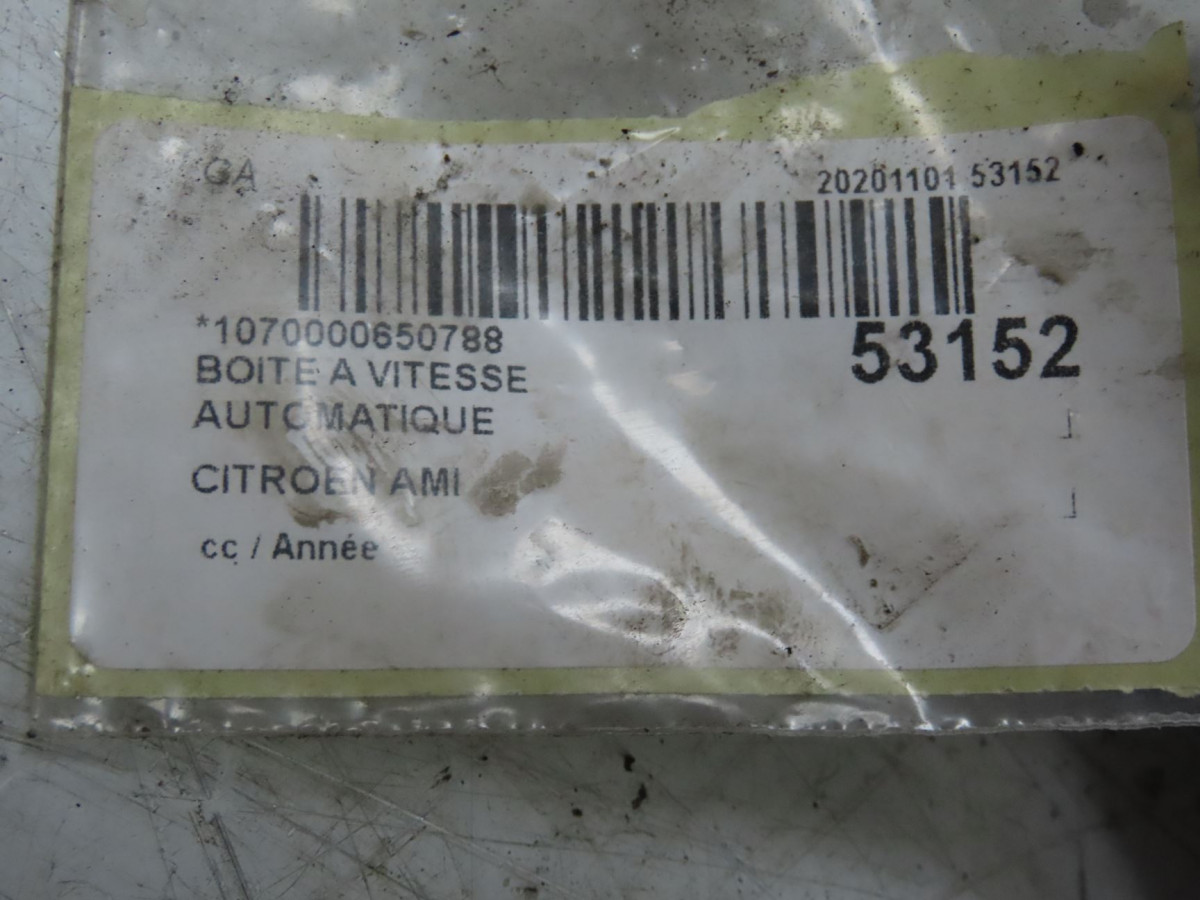 GA
20201101 53152
*1070000650788
53152
BOITE A VITESSE
AUTOMATIQUE
CITROEN AMI
cc / Année